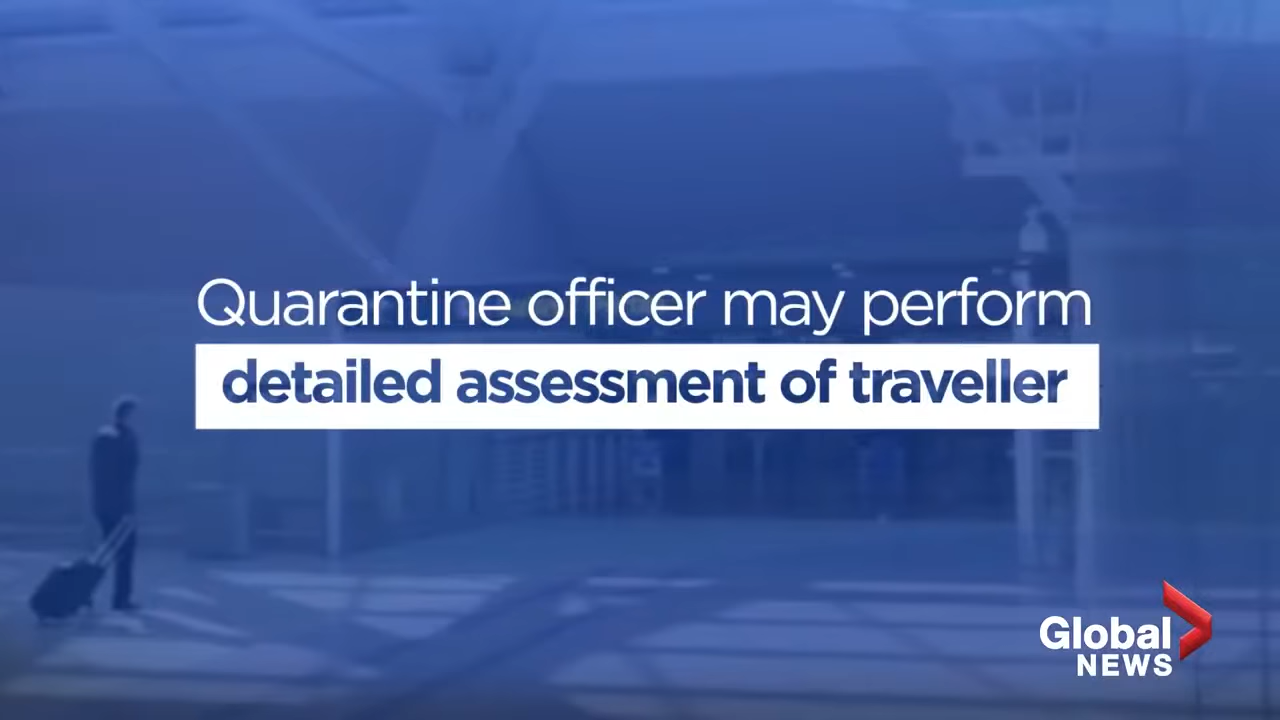 Quarantine officer may perform
detailed assessment of traveller
Global
NEWS